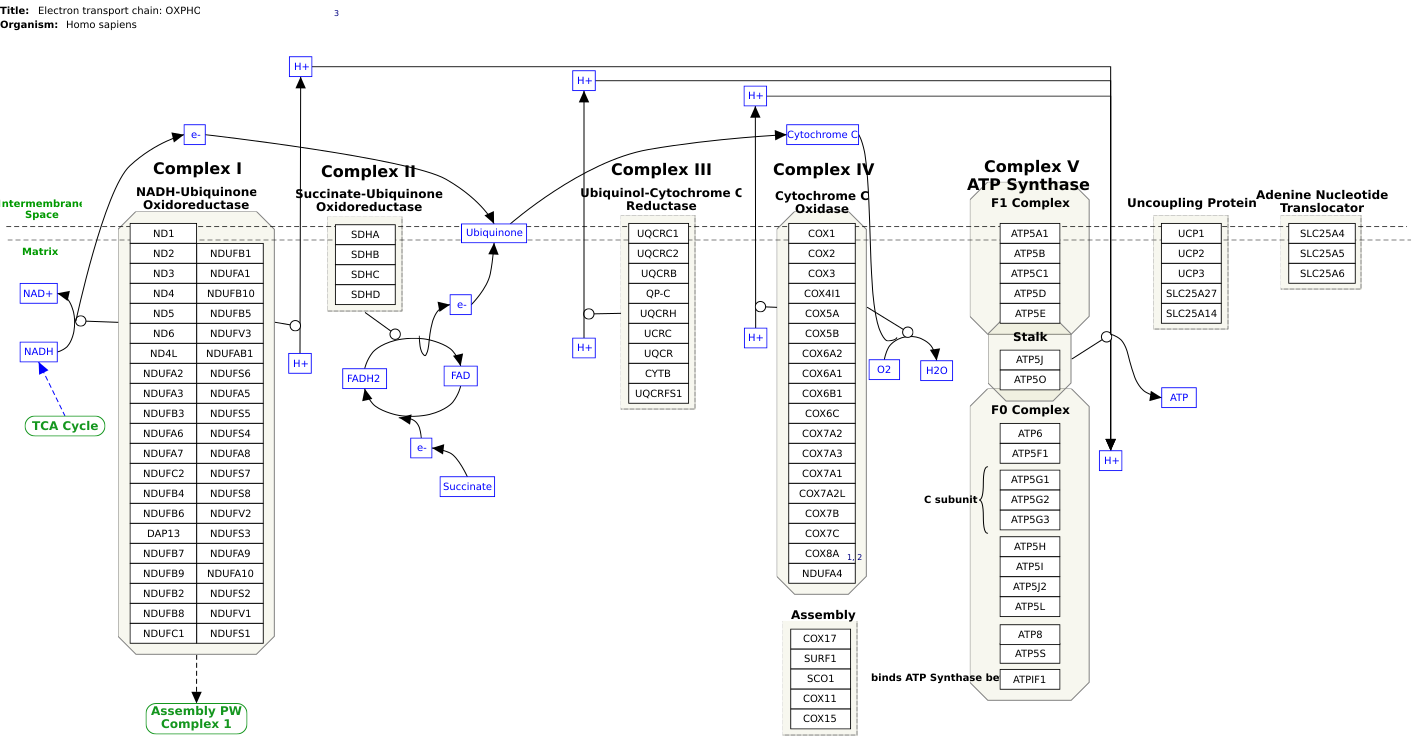 Title: Electron transport chain: OXPHC
Organism: Homo sapiens
3
H+
H+
H+
e-
Cytochrome C
Complex I
NADH-Ubiquinone
Oxidoreductase
Complex II
Succinate-Ubiquinone
Oxidoreductase
Complex III
Ubiquinol-Cytochrome C
Reductase
Complex IV
Cytochrome C
Oxidase
Complex V
ATP Synthase
F1 Complex
Uncoupling Protein
Adenine Nucleotide
Translocator
ntermembrane
Space
Matrix
NAD+
NADH
TCA Cycle
ND1
ND2
ND3
ND4
ND5
ND6
ND4L
NDUFA2
NDUFA3
NDUFB3
NDUFA6
NDUFA7
NDUFC2
NDUFB4
NDUFB6
DAP13
NDUFB7
NDUFB9
NDUFB2
NDUFB8
NDUFC1
NDUFB1
NDUFA1
NDUFB10
NDUFB5
NDUFV3
NDUFAB1
NDUFS6
NDUFA5
NDUFS5
NDUFS4
NDUFA8
NDUFS7
NDUFS8
NDUFV2
NDUFS3
NDUFA9
NDUFA10
NDUFS2
NDUFV1
NDUFS1
Assembly PW
Complex 1
H+
SDHA
SDHB
SDHC
SDHD
Ubiquinone
e-
FADH2
FAD
e-
Succinate
H+
UQCRC1
UQCRC2
UQCRB
QP-C
UQCRH
UCRC
UQCR
CYTB
UQCRFS1
H+
COX1
COX2
COX3
COX4I1
COX5A
COX5B
COX6A2
COX6A1
COX6B1
COX6C
COX7A2
COX7A3
COX7A1
COX7A2L
COX7B
COX7C
COX8A
1, 2
NDUFA4
O2
H2O
Assembly
COX17
SURF1
SCO1
COX11
COX15
ATP5A1
ATP5B
ATP5C1
ATP5D
ATP5E
Stalk
ATP5J
ATP5O
F0 Complex
ATP6
ATP5F1
C subunit
ATP5G1
ATP5G2
ATP5G3
ATP5H
ATP5I
ATP5J2
ATP5L
ATP8
ATP5S
binds ATP Synthase be
ATPIF1
ATP
H+
UCP1
UCP2
UCP3
SLC25A27
SLC25A14
SLC25A4
SLC25A5
SLC25A6